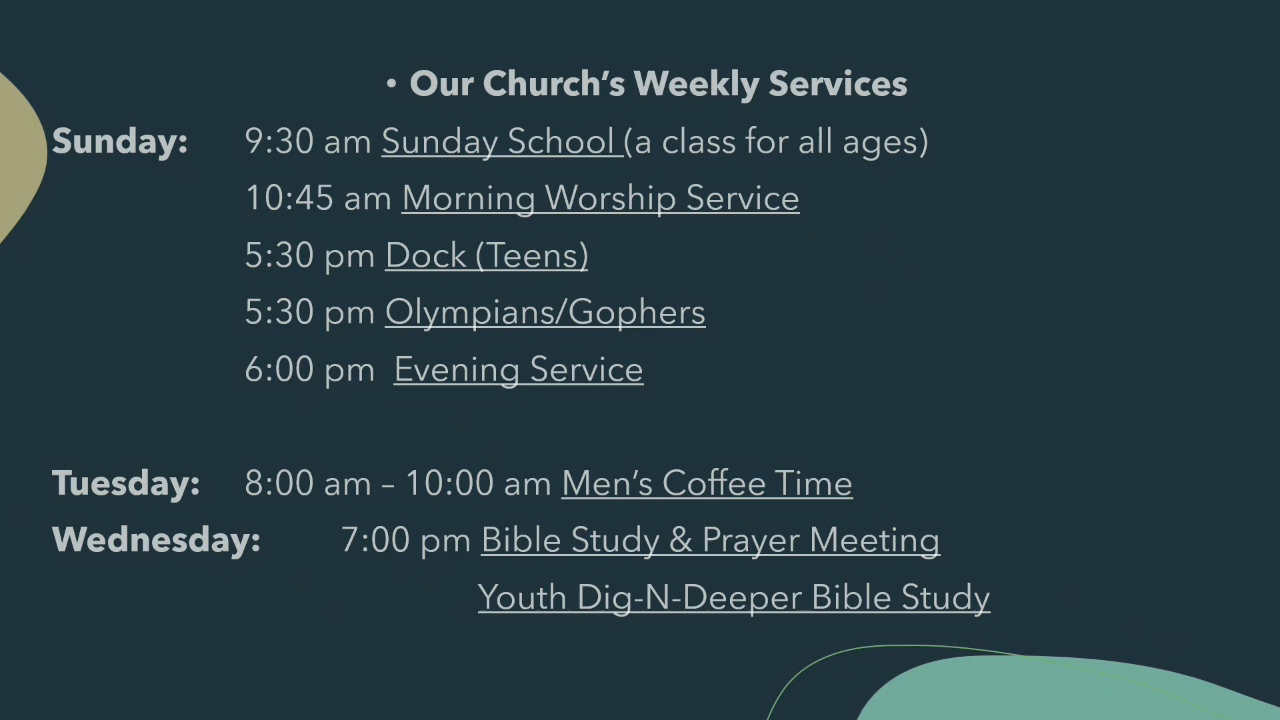 • Our Church’s Weekly Services
Sunday: 9:30 am Sunday School (a class for all ages)
10:45 am Morning Worship Service
5:30 pm Dock (Teens)
5:30 pm Olympians/Gophers
6:00 pm Evening Service
Tuesday: 8:00 am – 10:00 am Men’s Coffee Time
Wednesday: 7:00 pm Bible Study & Prayer Meeting
Youth Dig-N-Deeper Bible Study